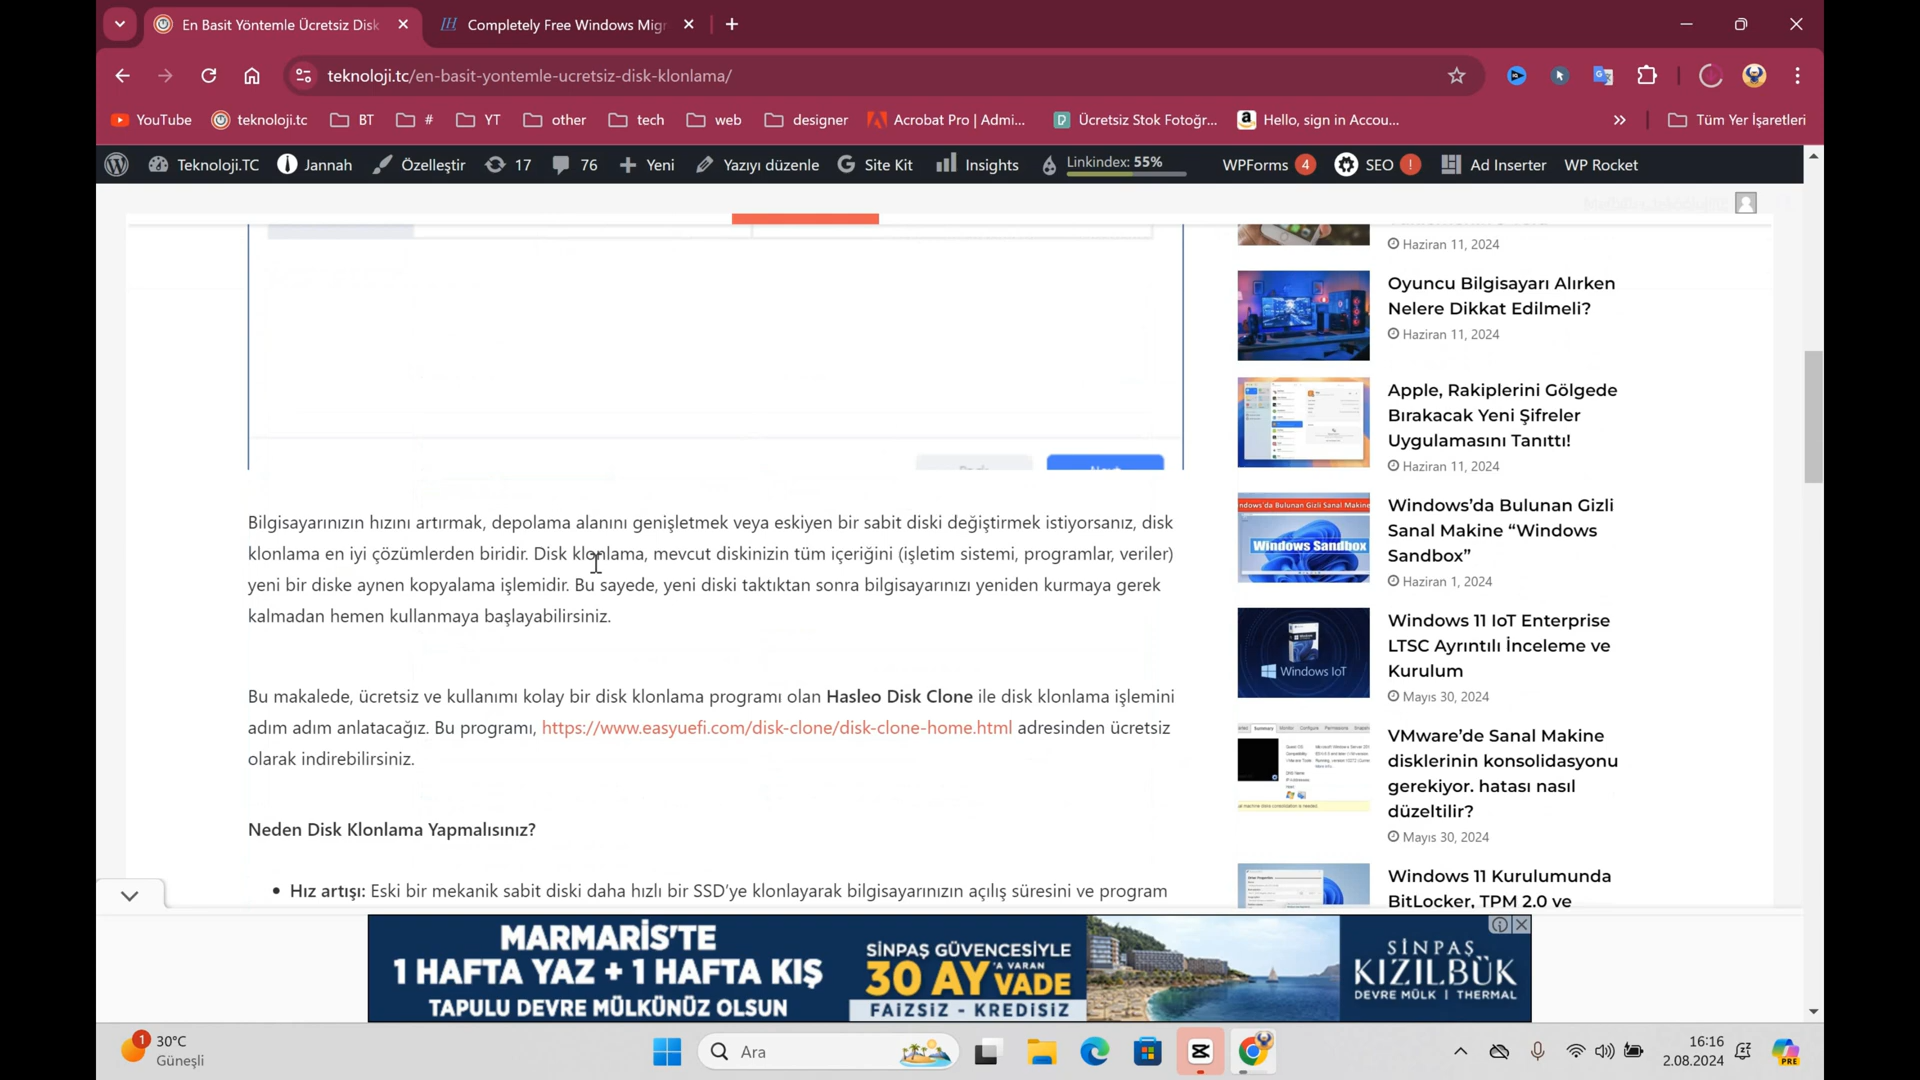 En Basit Yöntemle Ücretsiz Disk
Completely Free Windows Migr
teknoloji.tc/en-basit-yontemle-ucretsiz-disk-klonlama/
YouTube
teknoloji.tc
BT
#
YT
other
tech
web
designer
Acrobat Pro | Admi...
Ücretsiz Stok Fotoğr...
Hello, sign in Accou...
Tüm Yer İşaretleri
Teknoloji.TC
Jannah
Özelleştir
17
76
Yeni
Yazıyı düzenle
Site Kit
Insights
Linkindex: 55%
WPForms 4
SEO !
Ad Inserter
WP Rocket
Bilgisayarınızın hızını artırmak, depolama alanını genişletmek veya eskiyen bir sabit diski değiştirmek istiyorsanız, disk
klonlama en iyi çözümlerden biridir. Disk klonlama, mevcut diskinizin tüm içeriğini (işletim sistemi, programlar, veriler)
yeni bir diske aynen kopyalama işlemidir. Bu sayede, yeni diski taktıktan sonra bilgisayarınızı yeniden kurmaya gerek
kalmadan hemen kullanmaya başlayabilirsiniz.
Bu makalede, ücretsiz ve kullanımı kolay bir disk klonlama programı olan Hasleo Disk Clone ile disk klonlama işlemini
adım adım anlatacağız. Bu programı, https://www.easyuefi.com/disk-clone/disk-clone-home.html adresinden ücretsiz
olarak indirebilirsiniz.
Neden Disk Klonlama Yapmalısınız?
• Hız artışı: Eski bir mekanik sabit diski daha hızlı bir SSD'ye klonlayarak bilgisayarınızın açılış süresini ve program
Haziran 11, 2024
Oyuncu Bilgisayarı Alırken
Nelere Dikkat Edilmeli?
Haziran 11, 2024
Apple, Rakiplerini Gölgede
Bırakacak Yeni Şifreler
Uygulamasını Tanıttı!
Haziran 11, 2024
Windows'da Bulunan Gizli
Sanal Makine “Windows
Sandbox”
Haziran 1, 2024
Windows 11 IoT Enterprise
LTSC Ayrıntılı İnceleme ve
Kurulum
Mayıs 30, 2024
VMware'de Sanal Makine
disklerinin konsolidasyonu
gerekiyor. hatası nasıl
düzeltilir?
Mayıs 30, 2024
Windows 11 Kurulumunda
BitLocker, TPM 2.0 ve
ndows'da Bulunan Gizli Sanal Makine
Windows Sandbox
Windows IoT
MARMARİS'TE
1 HAFTA YAZ + 1 HAFTA KIŞ
TAPULU DEVRE MÜLKÜNÜZ OLSUN
SİNPAŞ GÜVENCESİYLE
30 AY'A VARAN VADE
FAİZSİZ - KREDİSİZ
SİNPAŞ
KIZILBÜK
DEVRE MÜLK | THERMAL
1
30°C
Güneşli
Ara
16:16
2.08.2024
PRE